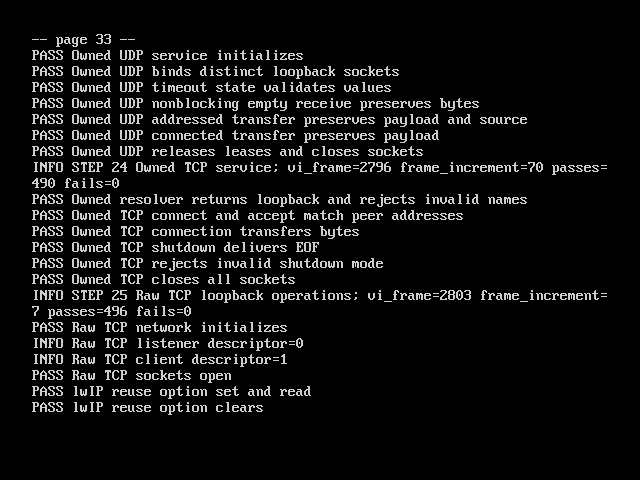 -- page 33 --
PASS Owned UDP service initializes
PASS Owned UDP binds distinct loopback sockets
PASS Owned UDP timeout state validates values
PASS Owned UDP nonblocking empty receive preserves bytes
PASS Owned UDP addressed transfer preserves payload and source
PASS Owned UDP connected transfer preserves payload
PASS Owned UDP releases leases and closes sockets
INFO STEP 24 Owned TCP service; vi_frame=2796 frame_increment=70 passes=
490 fails=0
PASS Owned resolver returns loopback and rejects invalid names
PASS Owned TCP connect and accept match peer addresses
PASS Owned TCP connection transfers bytes
PASS Owned TCP shutdown delivers EOF
PASS Owned TCP rejects invalid shutdown mode
PASS Owned TCP closes all sockets
INFO STEP 25 Raw TCP loopback operations; vi_frame=2803 frame_increment=
7 passes=496 fails=0
PASS Raw TCP network initializes
INFO Raw TCP listener descriptor=0
INFO Raw TCP client descriptor=1
PASS Raw TCP sockets open
PASS lwIP reuse option set and read
PASS lwIP reuse option clears